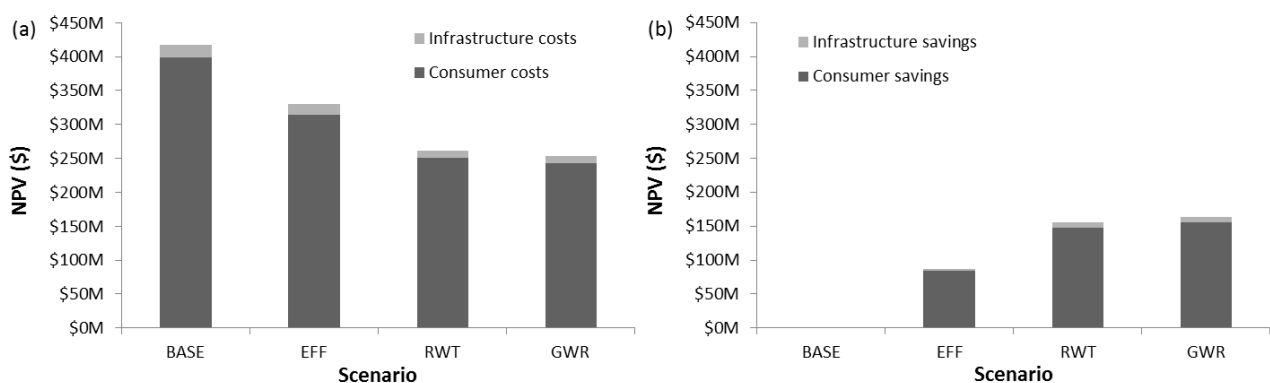 (a)
NPV ($)
$450M
$400M
$350M
$300M
$250M
$200M
$150M
$100M
$50M
$0M
Infrastructure costs
Consumer costs
BASE EFF RWT GWR
Scenario
(b)
NPV ($)
$450M
$400M
$350M
$300M
$250M
$200M
$150M
$100M
$50M
$0M
Infrastructure savings
Consumer savings
BASE EFF RWT GWR
Scenario